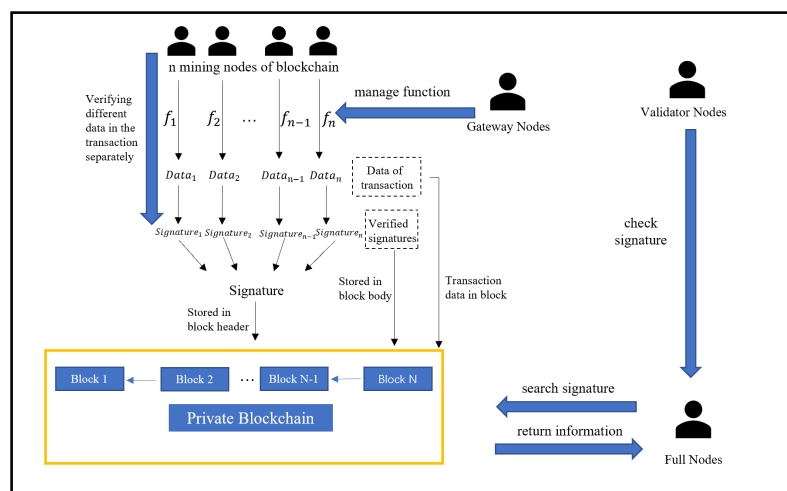 n mining nodes of blockchain
Verifying
different
data in the
transaction
separately
f₁ f₂ ... fₙ₋₁ fₙ
manage function
Gateway Nodes
Validator Nodes
Data₁ Data₂ Dataₙ₋₁ Dataₙ
Data of
transaction
Signature₁ Signature₂ Signatureₙ₋₁ Signatureₙ
Verified
signatures
check
signature
Signature
Stored in
block header
Stored in
block body
Transaction
data in block
Block 1 Block 2 ... Block N-1 Block N
Private Blockchain
search signature
return information
Full Nodes